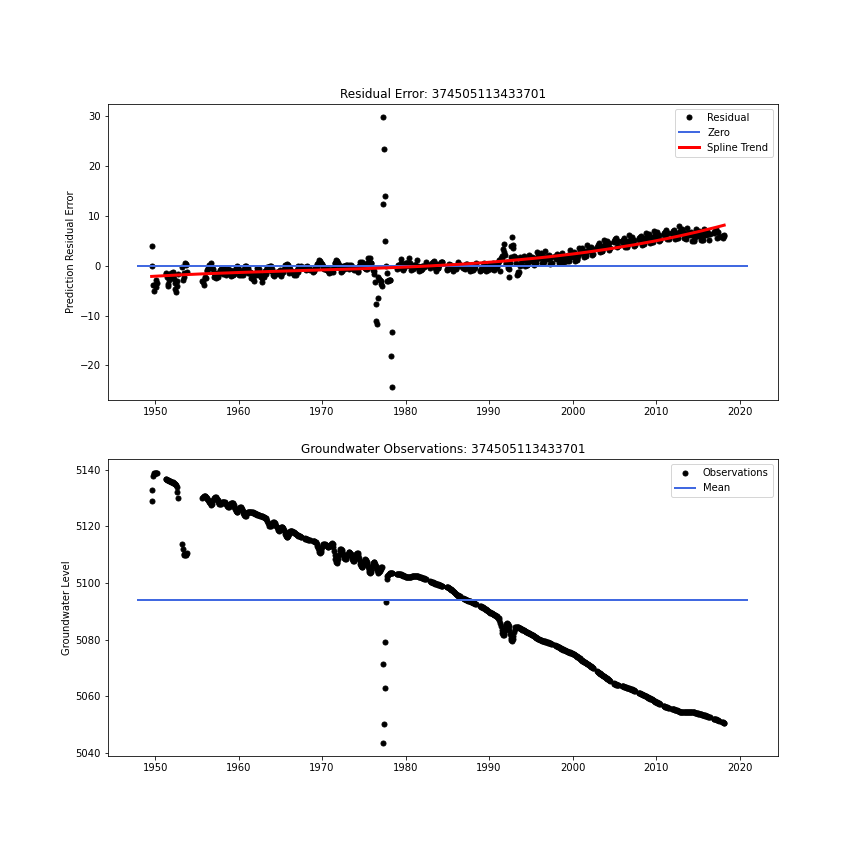 Residual Error: 374505113433701
Prediction Residual Error
30
20
10
0
−10
−20
Residual
Zero
Spline Trend
1950 1960 1970 1980 1990 2000 2010 2020
Groundwater Observations: 374505113433701
Groundwater Level
5140
5120
5100
5080
5060
5040
Observations
Mean
1950 1960 1970 1980 1990 2000 2010 2020